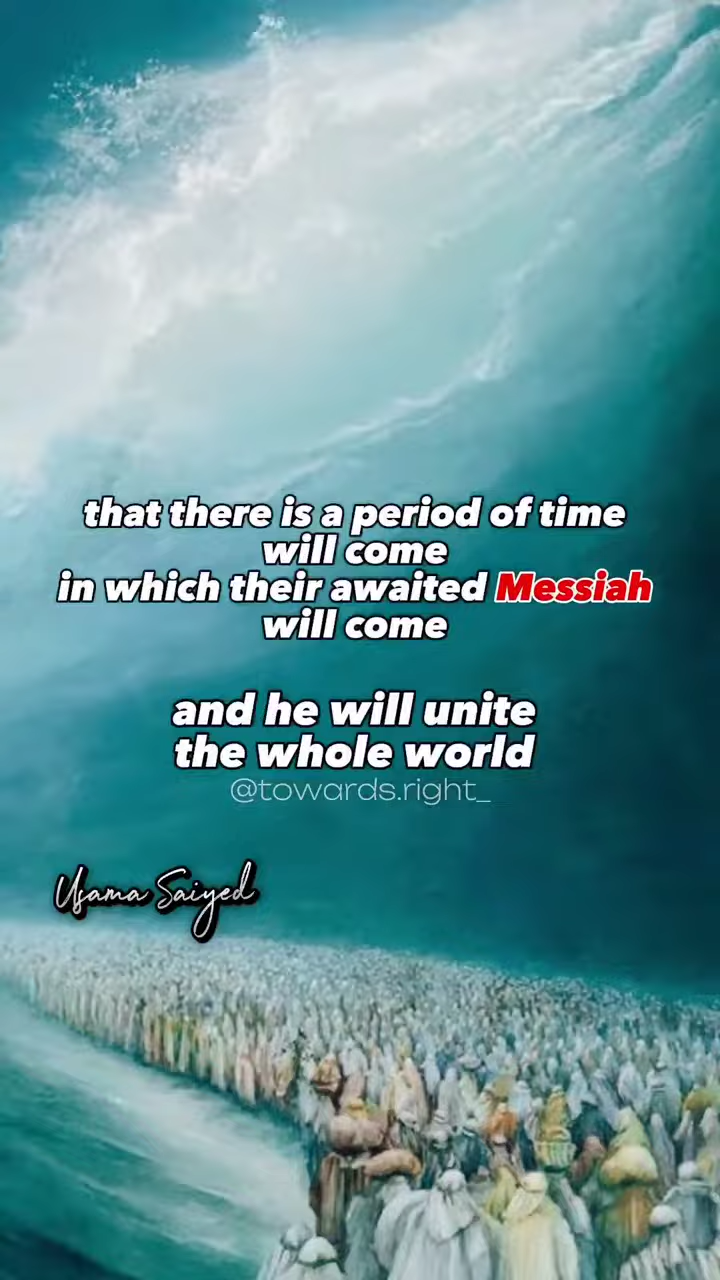 that there is a period of time
will come
in which their awaited Messiah
will come
and he will unite
the whole world
@towards.right_
Usama Saiyed